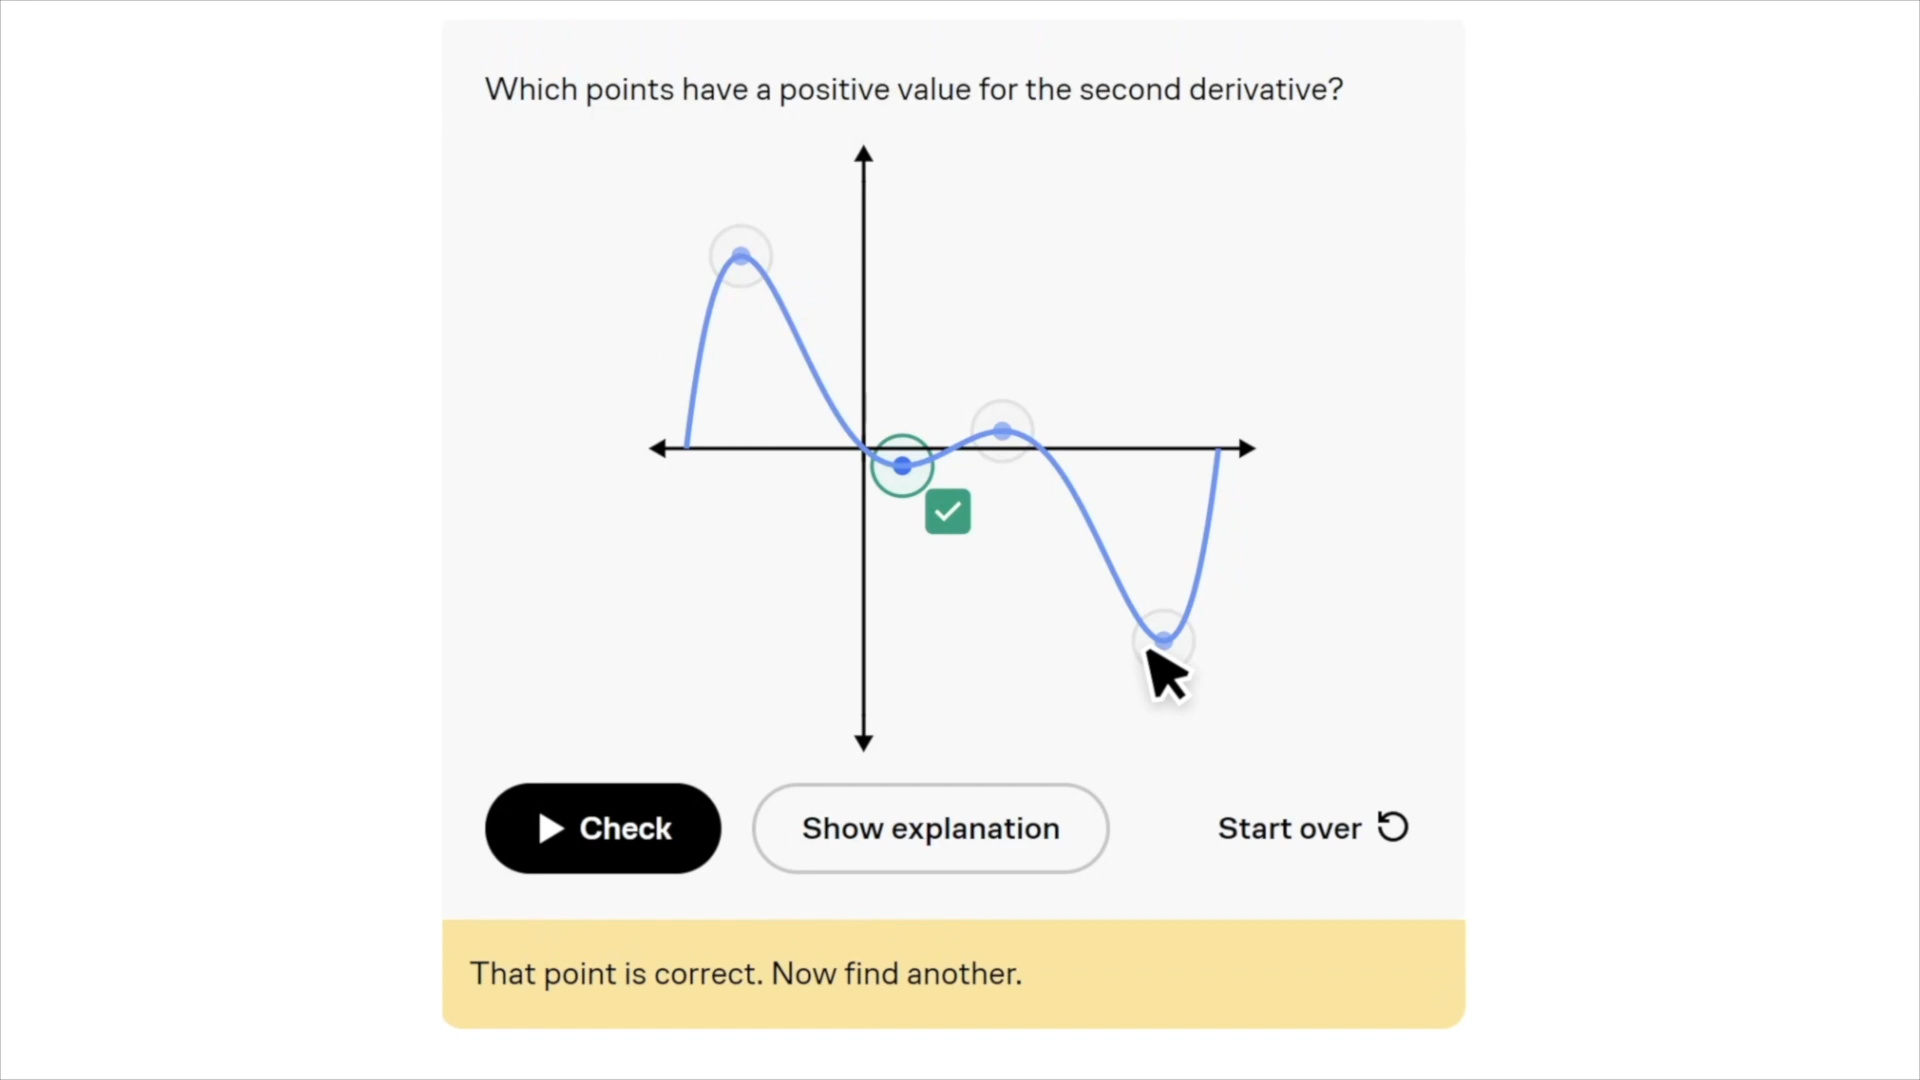 Which points have a positive value for the second derivative?
Check
Show explanation
Start over
That point is correct. Now find another.